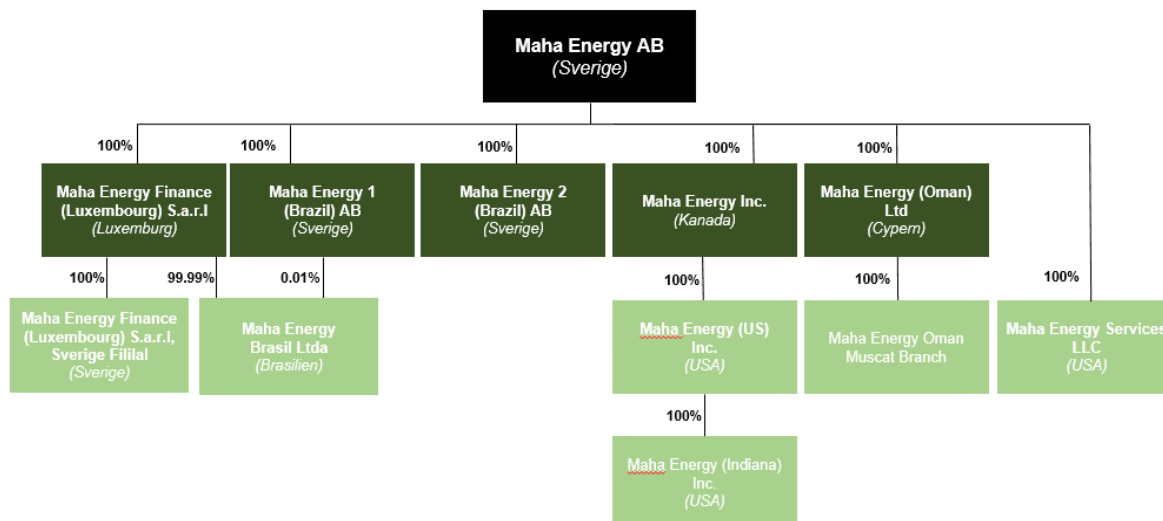 Maha Energy AB
(Sverige)
100%
100%
100%
100%
100%
Maha Energy Finance
(Luxembourg) S.a.r.l
(Luxemburg)
Maha Energy 1
(Brazil) AB
(Sverige)
Maha Energy 2
(Brazil) AB
(Sverige)
Maha Energy Inc.
(Kanada)
Maha Energy (Oman)
Ltd
(Cypern)
100%
99.99%
0.01%
100%
100%
100%
Maha Energy Finance
(Luxembourg) S.a.r.l,
Sverige Fililal
(Sverige)
Maha Energy
Brasil Ltda
(Brasilien)
Maha Energy (US)
Inc.
(USA)
Maha Energy Oman
Muscat Branch
Maha Energy Services
LLC
(USA)
100%
Maha Energy (Indiana)
Inc.
(USA)